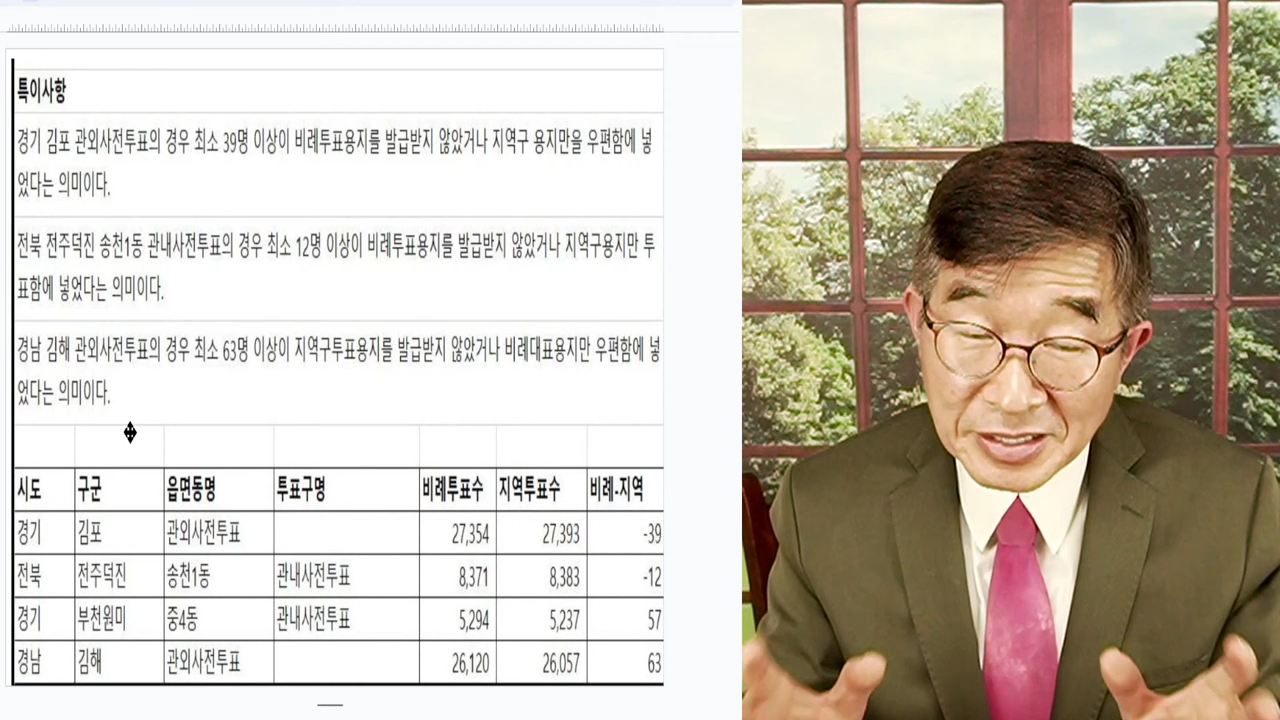 특이사항
경기 김포 관외사전투표의 경우 최소 39명 이상이 비례투표용지를 발급받지 않았거나 지역구 용지만을 우편함에 넣
었다는 의미이다.
전북 전주덕진 송천1동 관내사전투표의 경우 최소 12명 이상이 비례투표용지를 발급받지 않았거나 지역구용지만 투
표함에 넣었다는 의미이다.
경남 김해 관외사전투표의 경우 최소 63명 이상이 지역구투표용지를 발급받지 않았거나 비례대표용지만 우편함에 넣
었다는 의미이다.
시도 구군 읍면동명 투표구명 비례투표수 지역투표수 비례-지역
경기 김포 관외사전투표 27,354 27,393 -39
전북 전주덕진 송천1동 관내사전투표 8,371 8,383 -12
경기 부천원미 중4동 관내사전투표 5,294 5,237 57
경남 김해 관외사전투표 26,120 26,057 63